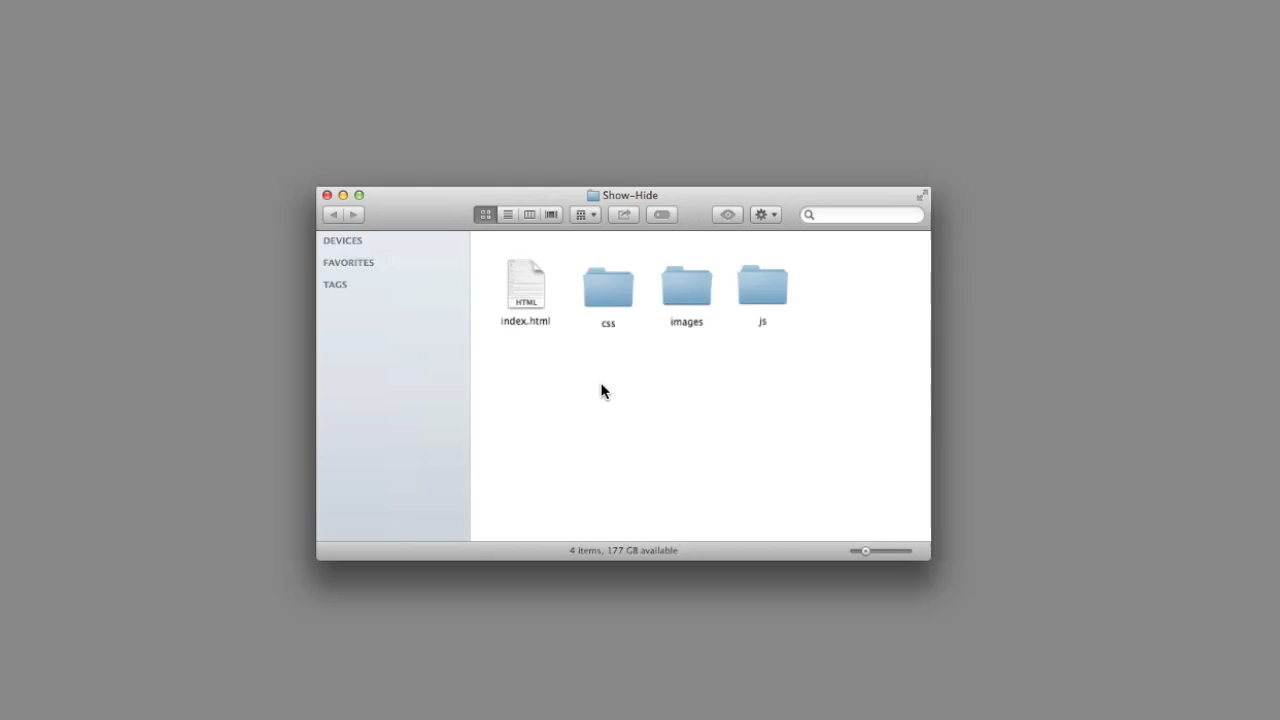 Show-Hide
DEVICES
FAVORITES
TAGS
HTML
index.html
css
images
js
4 items, 177 GB available